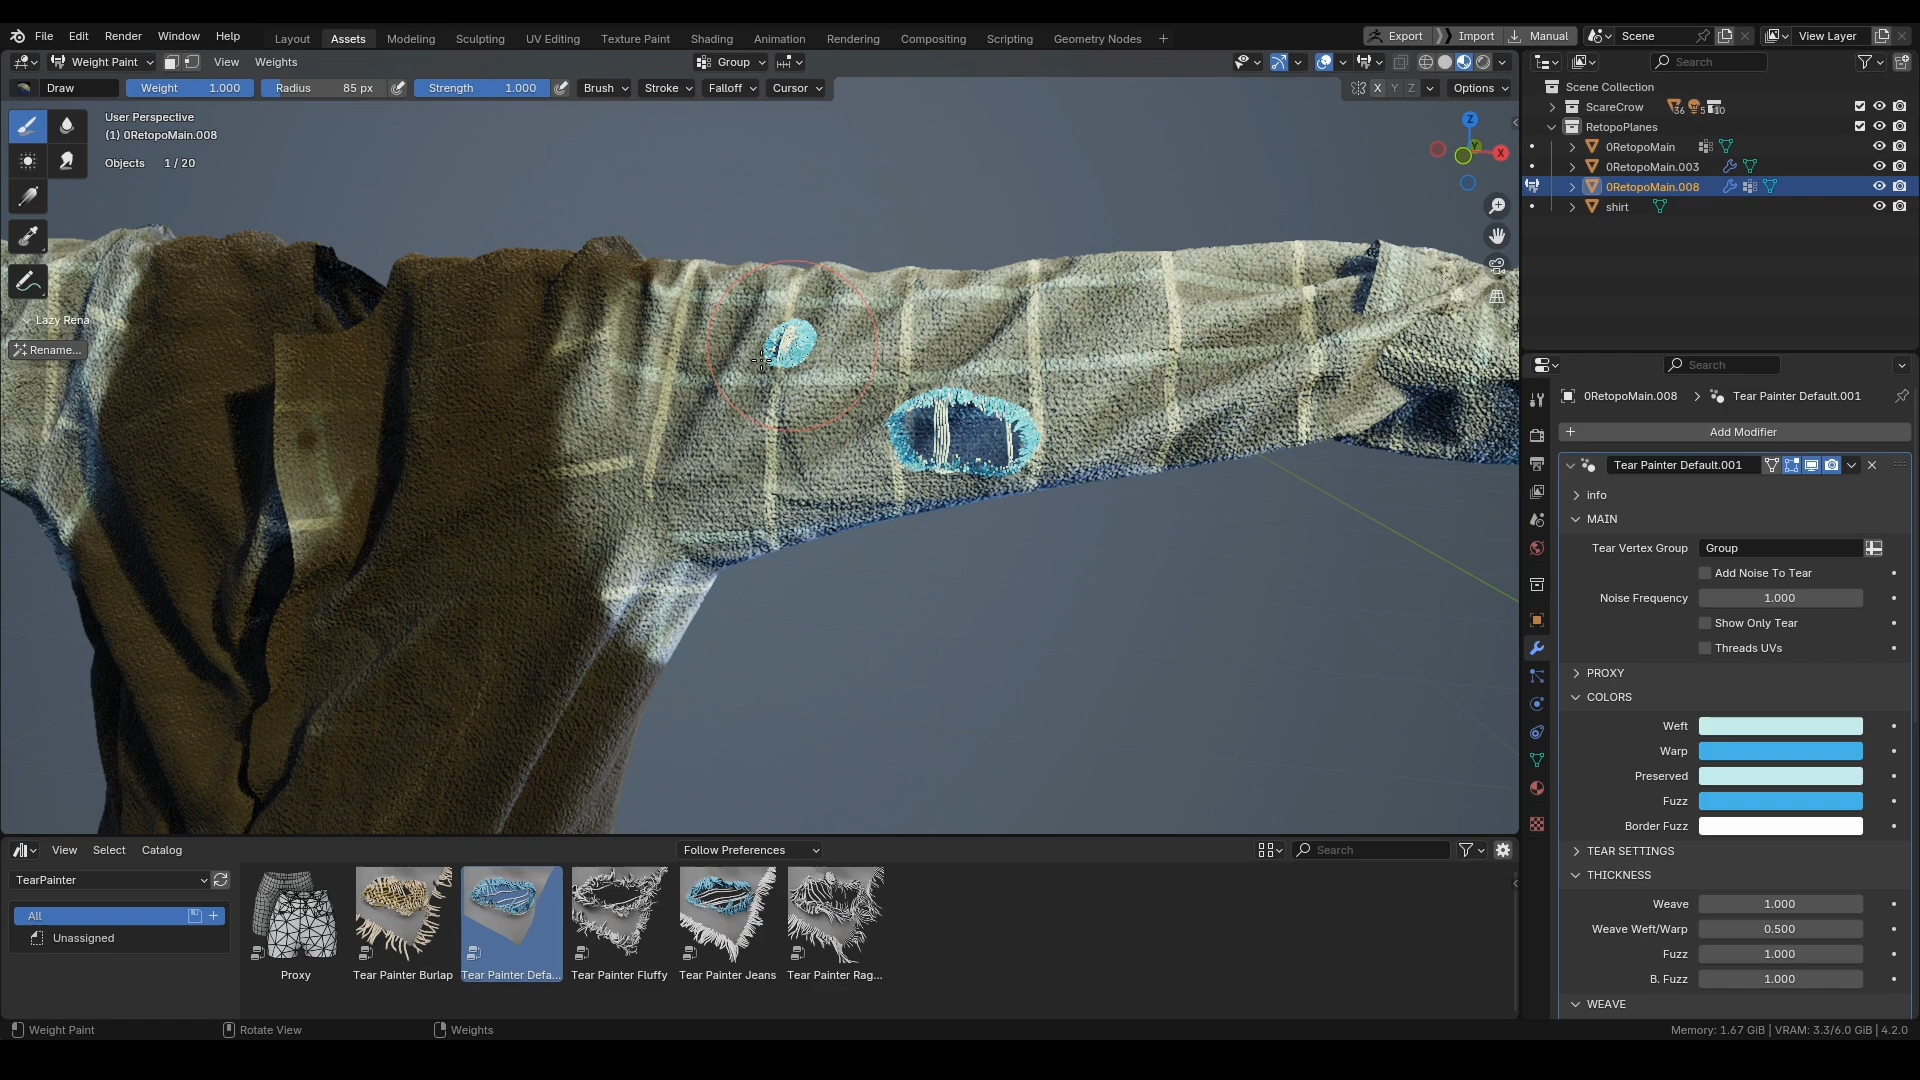 File Edit Render Window Help Layout Assets Modeling Sculpting UV Editing Texture Paint Shading Animation Rendering Compositing Scripting Geometry Nodes + Export Import Manual Scene View Layer
Weight Paint View Weights Group Search
Draw Weight 1.000 Radius 85 px Strength 1.000 Brush Stroke Falloff Cursor X Y Z Options
User Perspective
(1) 0RetopoMain.008
Objects 1 / 20
Z
Y
X
Lazy Rena
Rename...
Scene Collection
ScareCrow 36 5 10
RetopoPlanes
0RetopoMain
0RetopoMain.003
0RetopoMain.008
shirt
Search
0RetopoMain.008 > Tear Painter Default.001
+ Add Modifier
Tear Painter Default.001
info
MAIN
Tear Vertex Group Group
Add Noise To Tear
Noise Frequency 1.000
Show Only Tear
Threads UVs
PROXY
COLORS
Weft
Warp
Preserved
Fuzz
Border Fuzz
TEAR SETTINGS
THICKNESS
Weave 1.000
Weave Weft/Warp 0.500
Fuzz 1.000
B. Fuzz 1.000
WEAVE
View Select Catalog Follow Preferences Search
TearPainter
All
Unassigned
Proxy Tear Painter Burlap Tear Painter Defa... Tear Painter Fluffy Tear Painter Jeans Tear Painter Rag...
Weight Paint Rotate View Weights Memory: 1.67 GiB | VRAM: 3.3/6.0 GiB | 4.2.0